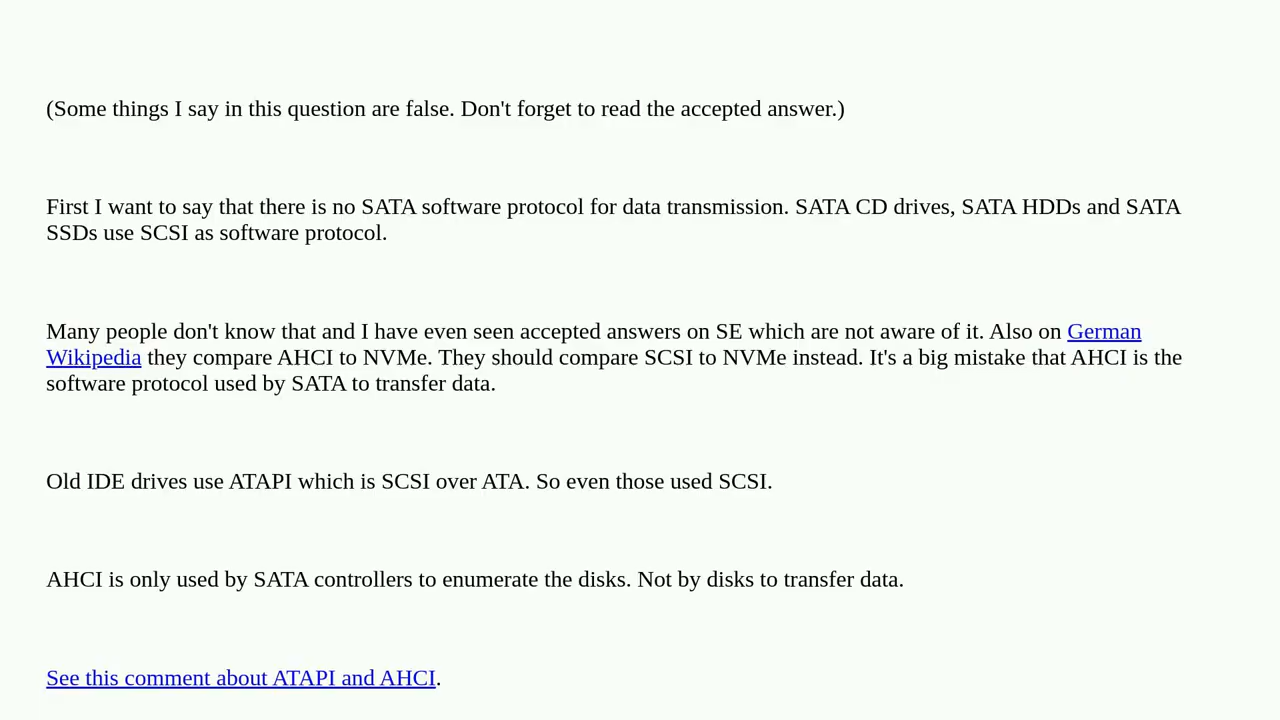 (Some things I say in this question are false. Don't forget to read the accepted answer.)
First I want to say that there is no SATA software protocol for data transmission. SATA CD drives, SATA HDDs and SATA
SSDs use SCSI as software protocol.
Many people don't know that and I have even seen accepted answers on SE which are not aware of it. Also on German
Wikipedia they compare AHCI to NVMe. They should compare SCSI to NVMe instead. It's a big mistake that AHCI is the
software protocol used by SATA to transfer data.
Old IDE drives use ATAPI which is SCSI over ATA. So even those used SCSI.
AHCI is only used by SATA controllers to enumerate the disks. Not by disks to transfer data.
See this comment about ATAPI and AHCI.